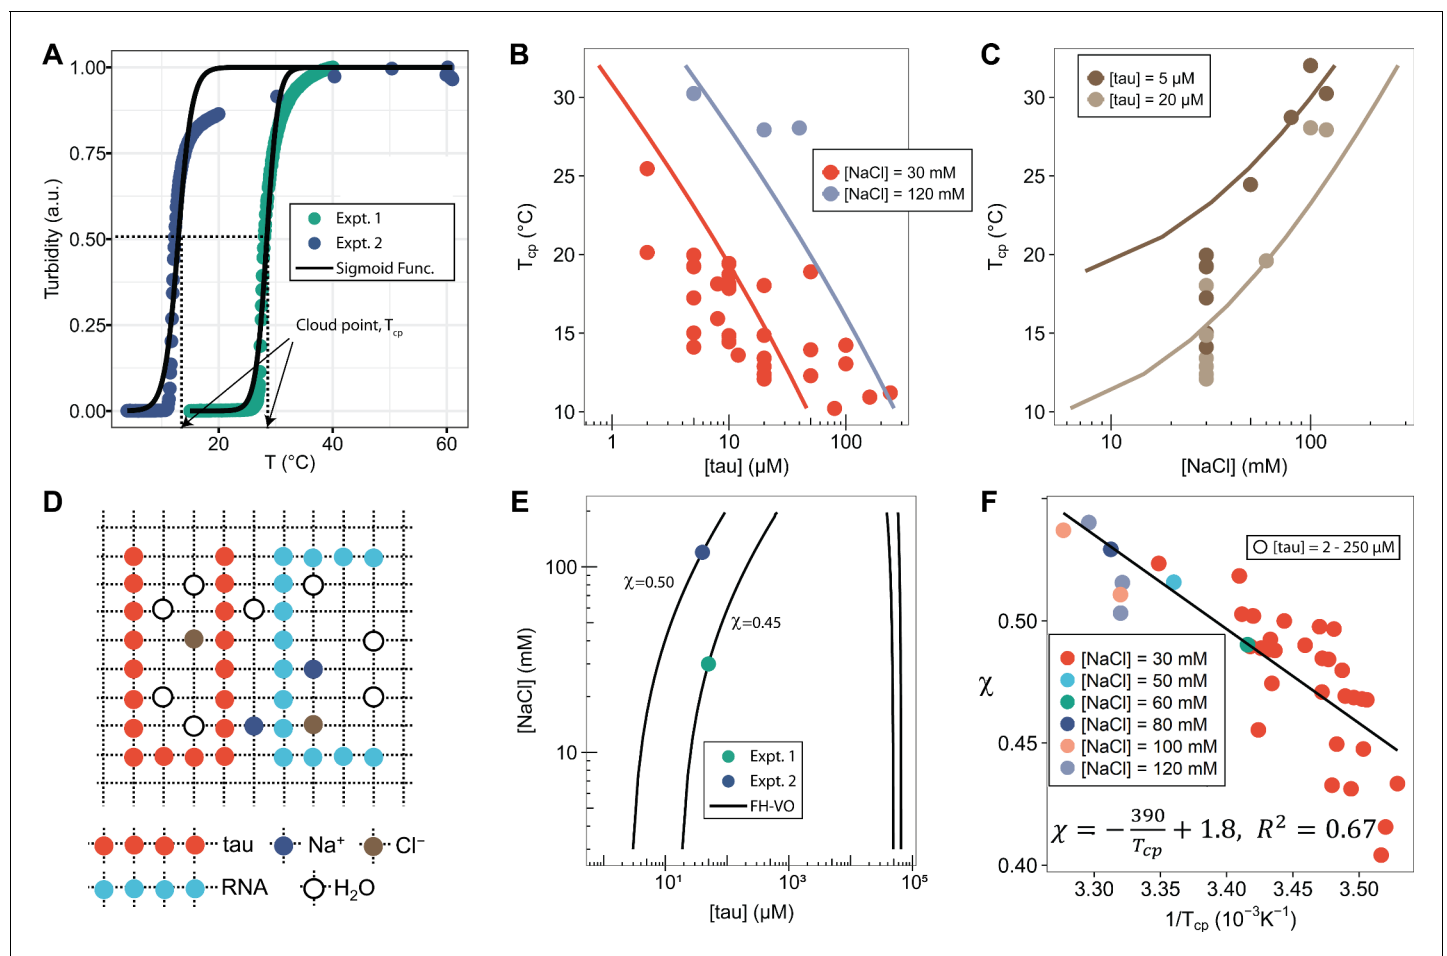 A
1.00
0.75
0.50
0.25
0.00
Turbidity (a.u.)
Expt. 1
Expt. 2
Sigmoid Func.
Cloud point, Tcp
20
40
60
T (°C)
B
30
25
20
15
10
Tcp (°C)
[NaCl] = 30 mM
[NaCl] = 120 mM
1
10
100
[tau] (µM)
C
[tau] = 5 µM
[tau] = 20 µM
30
25
20
15
10
Tcp (°C)
10
100
[NaCl] (mM)
D
tau
Na⁺
Cl⁻
RNA
H₂O
E
100
10
[NaCl] (mM)
χ=0.50
χ=0.45
Expt. 1
Expt. 2
FH-VO
10¹
10³
10⁵
[tau] (µM)
F
[tau] = 2 - 250 µM
0.50
0.45
0.40
χ
[NaCl] = 30 mM
[NaCl] = 50 mM
[NaCl] = 60 mM
[NaCl] = 80 mM
[NaCl] = 100 mM
[NaCl] = 120 mM
χ = − 390/Tcp + 1.8, R² = 0.67
3.30
3.35
3.40
3.45
3.50
1/Tcp (10⁻³K⁻¹)